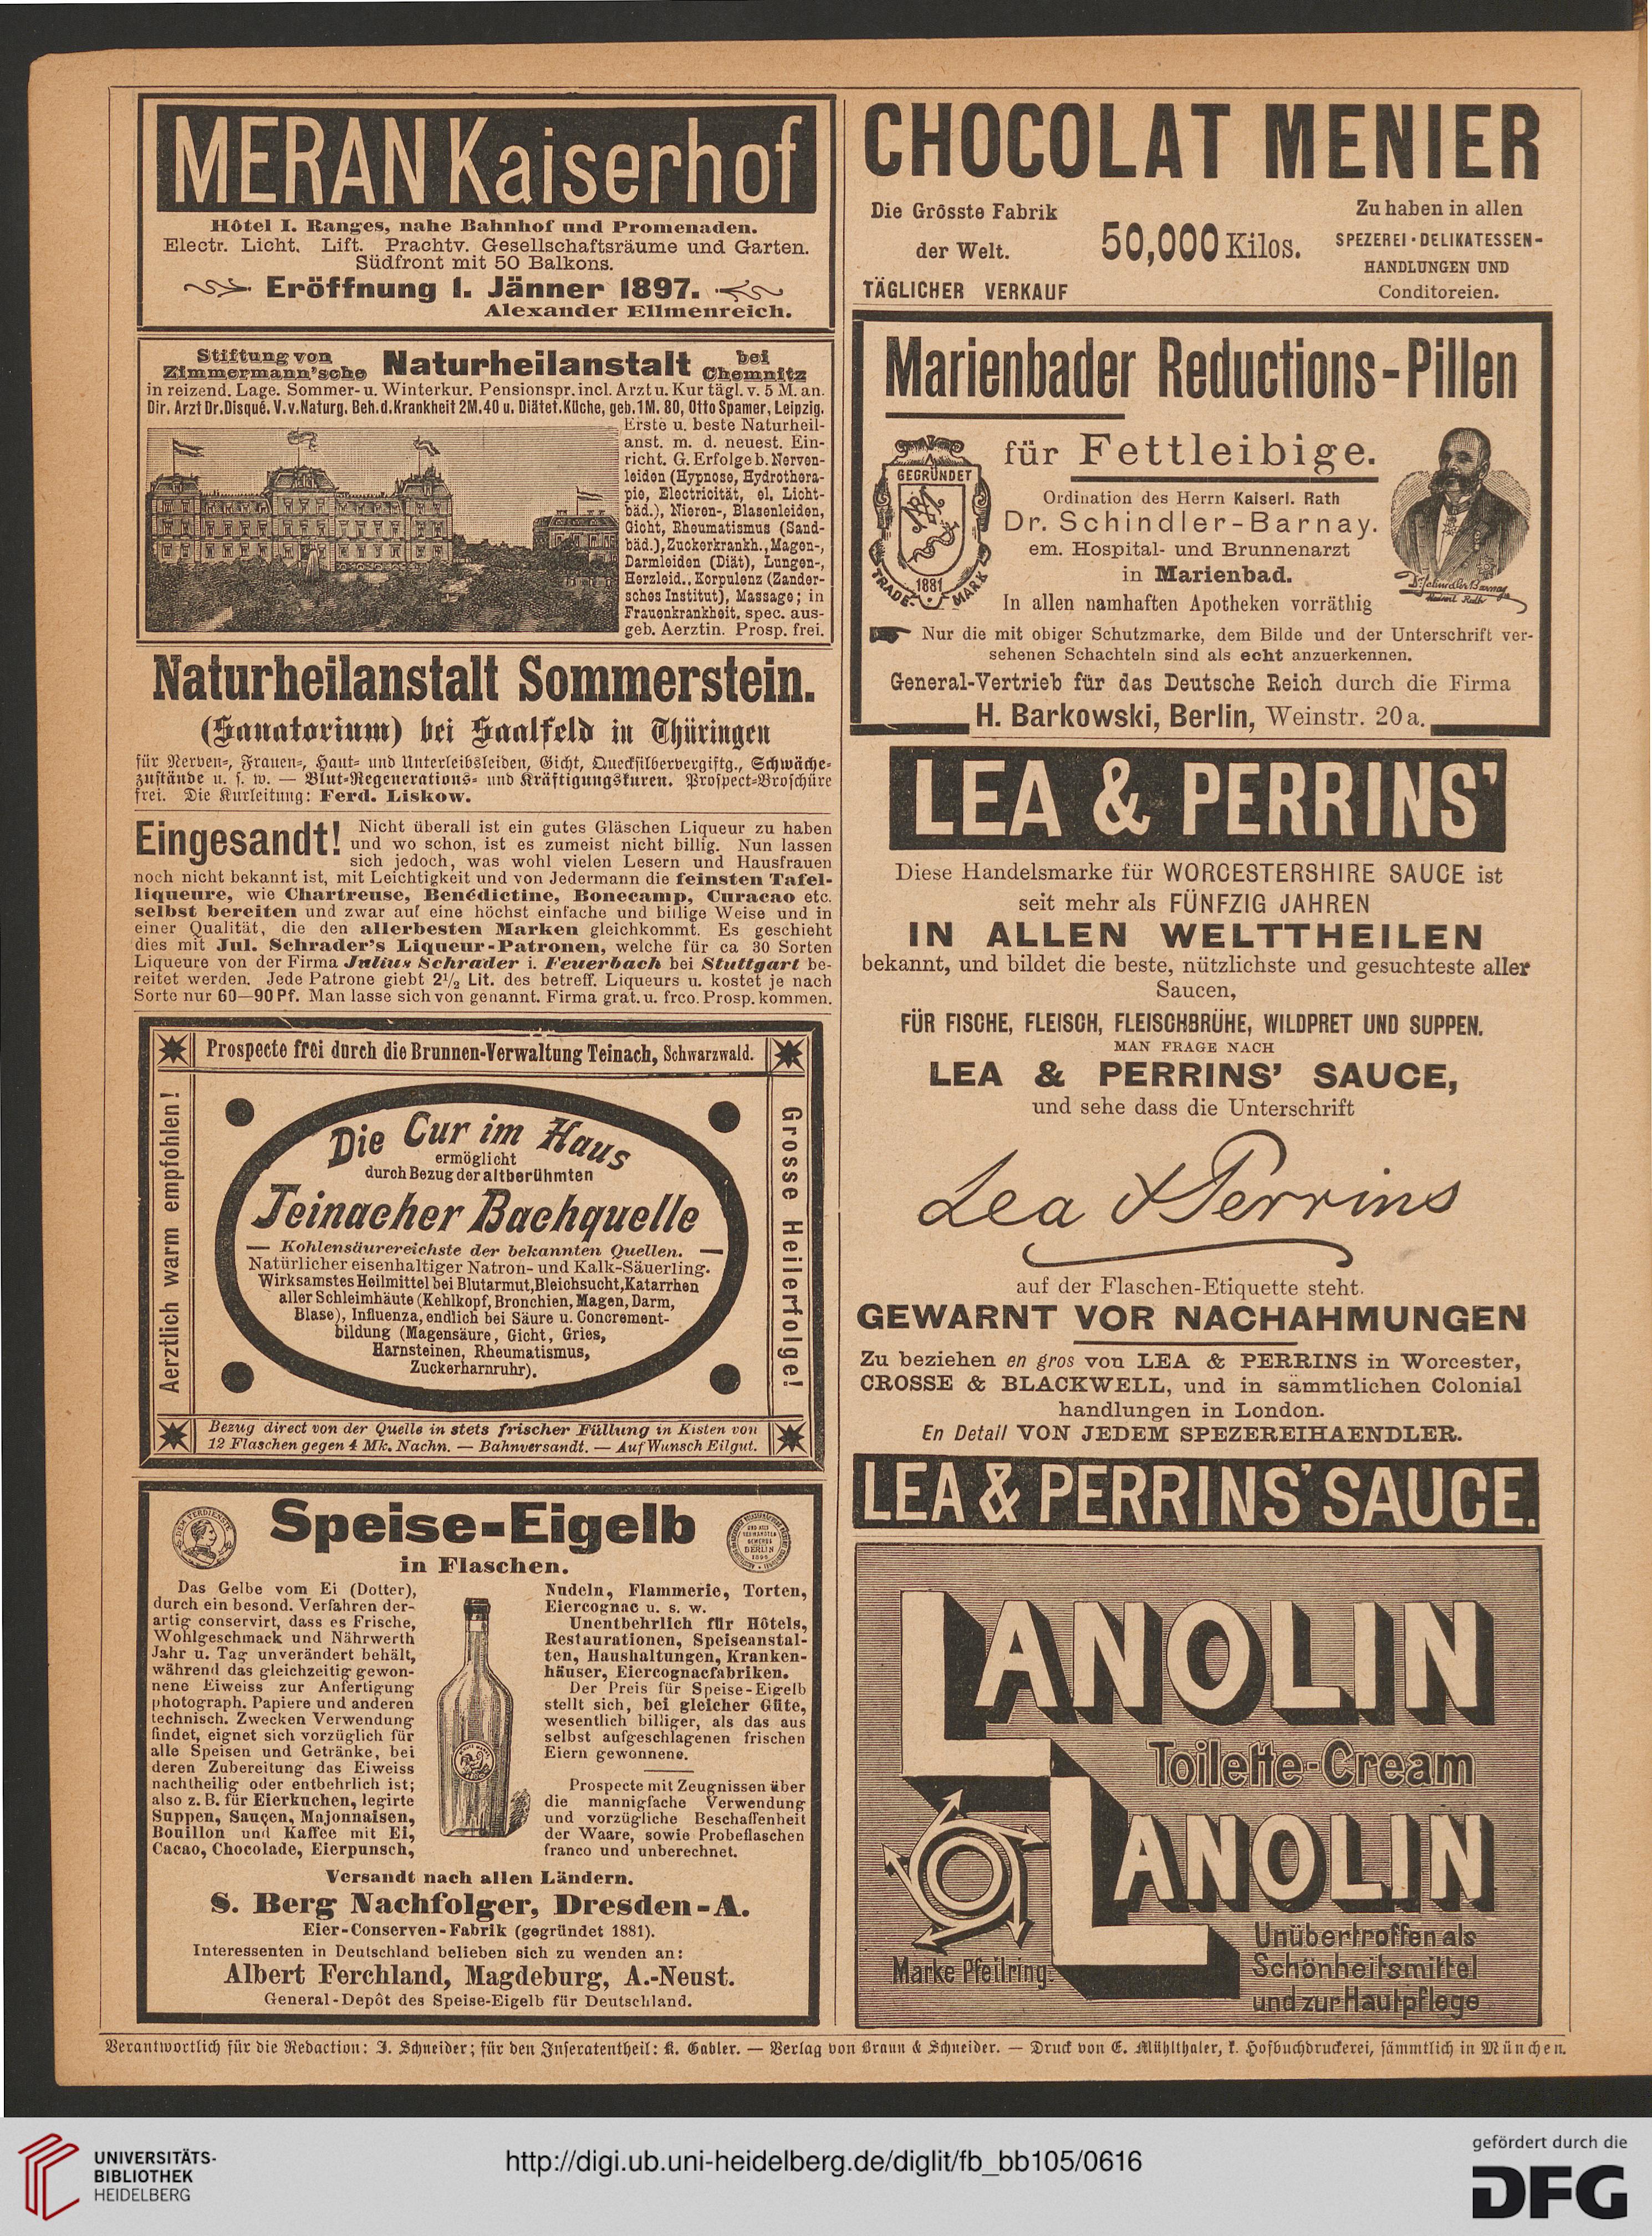 MERAN Kaiserhof
Hôtel I. Ranges, nahe Bahnhof und Promenaden.
Electr. Licht. Lift. Prachtv. Gesellschaftsräume und Garten.
Südfront mit 50 Balkons.
Eröffnung 1. Jänner 1897.
Alexander Ellmenreich.
Stiftung von
Zimmermann'sche Naturheilanstalt bei Chemnitz
in reizend. Lage. Sommer- u. Winterkur. Pensionspr. incl. Arzt u. Kur tägl. v. 5 M. an.
Dir. Arzt Dr. Disqué. V. v. Naturg. Beh. d. Krankheit 2M.40 u. Diätet. Küche, geb. 1M. 80, Otto Spamer, Leipzig.
Erste u. beste Naturheil-
anst. m. d. neuest. Ein-
richt. G. Erfolge b. Nerven-
leiden (Hypnose, Hydrothera-
pie, Electricität, el. Licht-
bäd.), Nieren-, Blasenleiden,
Gicht, Rheumatismus (Sand-
bäd.), Zuckerkrankh., Magen-,
Darmleiden (Diät), Lungen-,
Herzleid., Korpulenz (Zander-
sches Institut), Massage; in
Frauenkrankheit. spec. aus-
geb. Aerztin. Prosp. frei.
Naturheilanstalt Sommerstein.
(Sanatorium) bei Saalfeld in Thüringen
für Nerven-, Frauen-, Haut- und Unterleibsleiden, Gicht, Quecksilbervergiftg., Schwäche-
zustände u. s. w. — Blut-Regenerations- und Kräftigungskuren. Prospect-Broschüre
frei. Die Kurleitung: Ferd. Liskow.
Eingesandt! Nicht überall ist ein gutes Gläschen Liqueur zu haben
und wo schon, ist es zumeist nicht billig. Nun lassen
sich jedoch, was wohl vielen Lesern und Hausfrauen
noch nicht bekannt ist, mit Leichtigkeit und von Jedermann die feinsten Tafel-
liqueure, wie Chartreuse, Benédictine, Bonecamp, Curacao etc.
selbst bereiten und zwar auf eine höchst einfache und billige Weise und in
einer Qualität, die den allerbesten Marken gleichkommt. Es geschieht
dies mit Jul. Schrader's Liqueur-Patronen, welche für ca 30 Sorten
Liqueure von der Firma Julius Schrader i. Feuerbach bei Stuttgart be-
reitet werden. Jede Patrone giebt 2½ Lit. des betreff. Liqueurs u. kostet je nach
Sorte nur 60—90 Pf. Man lasse sich von genannt. Firma grat. u. frco. Prosp. kommen.
Prospecte frei durch die Brunnen-Verwaltung Teinach, Schwarzwald.
Aerztlich warm empfohlen!
Grosse Heilerfolge!
Die Cur im Haus
ermöglicht
durch Bezug der altberühmten
Teinacher Bachquelle
— Kohlensäurereichste der bekannten Quellen. —
Natürlicher eisenhaltiger Natron- und Kalk-Säuerling.
Wirksamstes Heilmittel bei Blutarmut, Bleichsucht, Katarrhen
aller Schleimhäute (Kehlkopf, Bronchien, Magen, Darm,
Blase), Influenza, endlich bei Säure u. Concrement-
bildung (Magensäure, Gicht, Gries,
Harnsteinen, Rheumatismus,
Zuckerharnruhr).
Bezug direct von der Quelle in stets frischer Füllung in Kisten von
12 Flaschen gegen 4 Mk. Nachn. — Bahnversandt. — Auf Wunsch Eilgut.
Speise-Eigelb
in Flaschen.
DEM VERDIENSTE
BERLIN
Das Gelbe vom Ei (Dotter),
durch ein besond. Verfahren der-
artig conservirt, dass es Frische,
Wohlgeschmack und Nährwerth
Jahr u. Tag unverändert behält,
während das gleichzeitig gewon-
nene Eiweiss zur Anfertigung
photograph. Papiere und anderen
technisch. Zwecken Verwendung
findet, eignet sich vorzüglich für
alle Speisen und Getränke, bei
deren Zubereitung das Eiweiss
nachtheilig oder entbehrlich ist;
also z. B. für Eierkuchen, legirte
Suppen, Sauçen, Majonnaisen,
Bouillon und Kaffee mit Ei,
Cacao, Chocolade, Eierpunsch,
Nudeln, Flammerie, Torten,
Eiercognac u. s. w.
Unentbehrlich für Hôtels,
Restaurationen, Speiseanstal-
ten, Haushaltungen, Kranken-
häuser, Eiercognacfabriken.
Der Preis für Speise-Eigelb
stellt sich, bei gleicher Güte,
wesentlich billiger, als das aus
selbst aufgeschlagenen frischen
Eiern gewonnene.
Prospecte mit Zeugnissen über
die mannigfache Verwendung
und vorzügliche Beschaffenheit
der Waare, sowie Probeflaschen
franco und unberechnet.
Versandt nach allen Ländern.
S. Berg Nachfolger, Dresden-A.
Eier-Conserven-Fabrik (gegründet 1881).
Interessenten in Deutschland belieben sich zu wenden an:
Albert Ferchland, Magdeburg, A.-Neust.
General-Depôt des Speise-Eigelb für Deutschland.
CHOCOLAT MENIER
Die Grösste Fabrik
der Welt.
TÄGLICHER VERKAUF
50,000 Kilos.
Zu haben in allen
SPEZEREI-DELIKATESSEN-
HANDLUNGEN UND
Conditoreien.
Marienbader Reductions-Pillen
für Fettleibige.
GEGRÜNDET
1881
TRADE MARK
Ordination des Herrn Kaiserl. Rath
Dr. Schindler-Barnay.
em. Hospital- und Brunnenarzt
in Marienbad.
In allen namhaften Apotheken vorräthig
Dr. Schindler Barnay
Kaiserl. Rath
Nur die mit obiger Schutzmarke, dem Bilde und der Unterschrift ver-
sehenen Schachteln sind als echt anzuerkennen.
General-Vertrieb für das Deutsche Reich durch die Firma
H. Barkowski, Berlin, Weinstr. 20a.
LEA & PERRINS'
Diese Handelsmarke für WORCESTERSHIRE SAUCE ist
seit mehr als FÜNFZIG JAHREN
IN ALLEN WELTTHEILEN
bekannt, und bildet die beste, nützlichste und gesuchteste aller
Saucen,
FÜR FISCHE, FLEISCH, FLEISCHBRÜHE, WILDPRET UND SUPPEN.
MAN FRAGE NACH
LEA & PERRINS' SAUCE,
und sehe dass die Unterschrift
Lea & Perrins
auf der Flaschen-Etiquette steht.
GEWARNT VOR NACHAHMUNGEN
Zu beziehen en gros von LEA & PERRINS in Worcester,
CROSSE & BLACKWELL, und in sämmtlichen Colonial
handlungen in London.
En Detail VON JEDEM SPEZEREIHAENDLER.
LEA & PERRINS' SAUCE.
LANOLIN
Toilette-Cream
LANOLIN
Marke Pfeilring.
Unübertroffen als
Schönheitsmittel
und zur Hautpflege
Verantwortlich für die Redaction: J. Schneider; für den Inseratentheil: K. Gabler. — Verlag von Braun & Schneider. — Druck von E. Mühlthaler, k. Hofbuchdruckerei, sämmtlich in München.
UNIVERSITÄTS-
BIBLIOTHEK
HEIDELBERG
http://digi.ub.uni-heidelberg.de/diglit/fb_bb105/0616
gefördert durch die
DFG